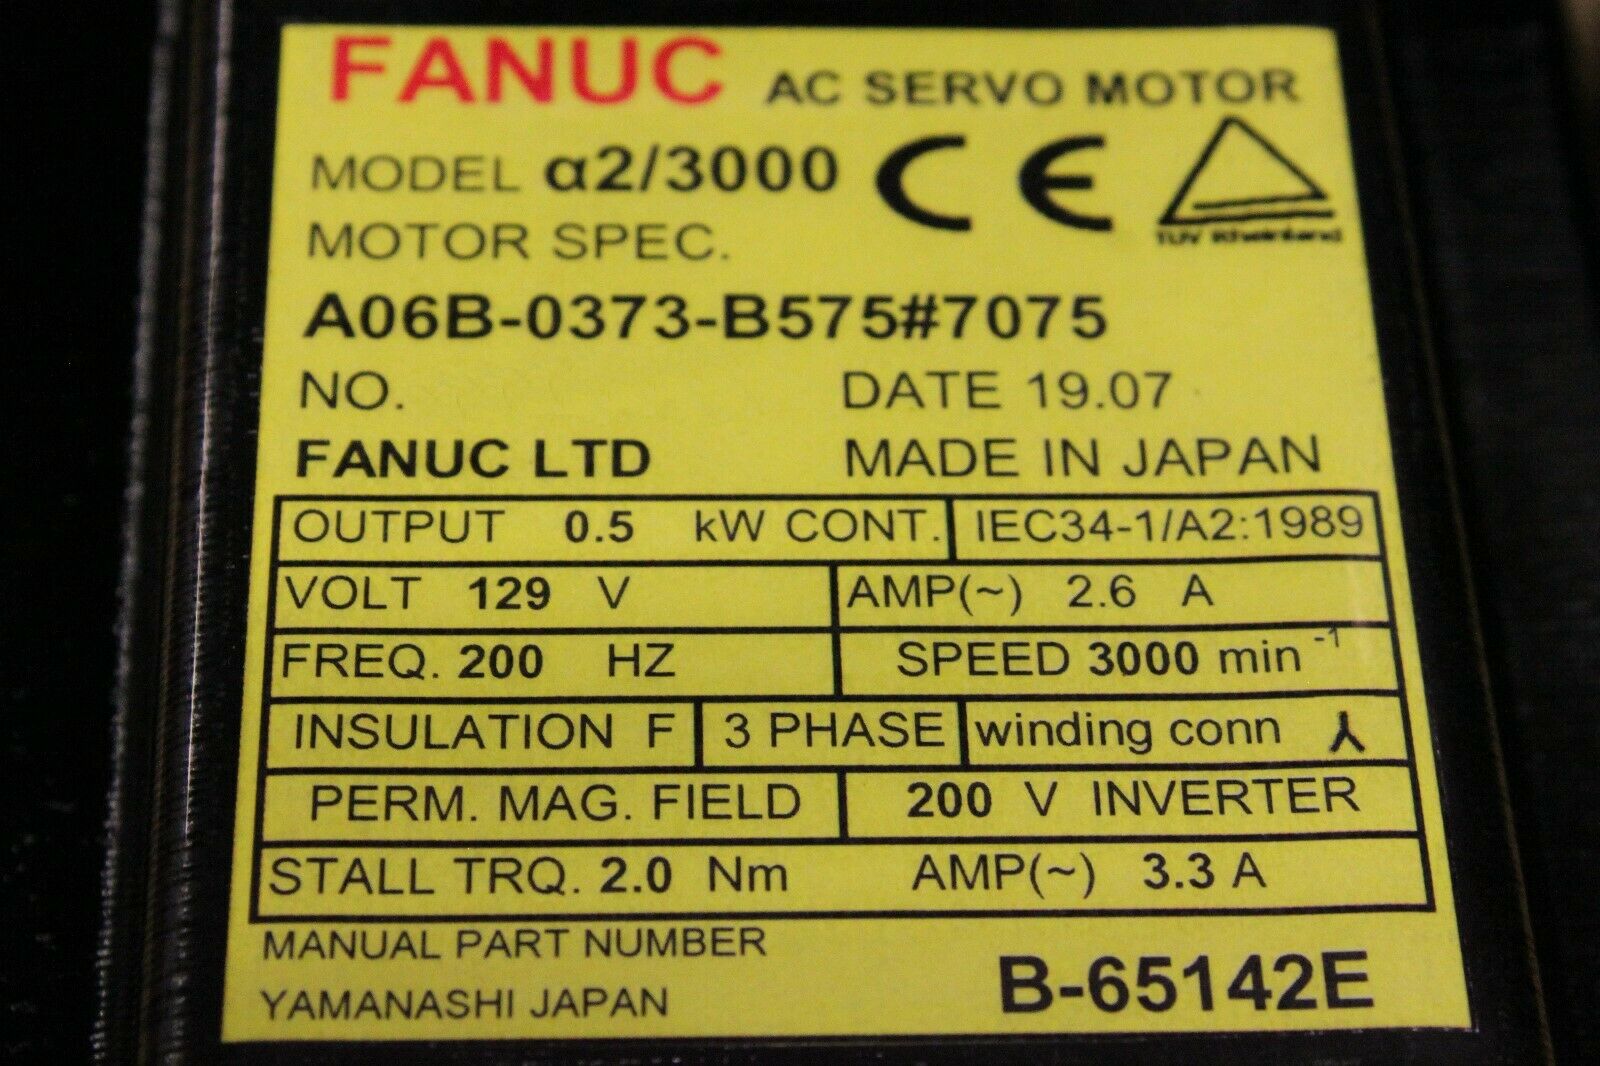 FANUC AC SERVO MOTOR
MODEL α2/3000 CE
TUV Rheinland
MOTOR SPEC.
A06B-0373-B575#7075
NO. DATE 19.07
FANUC LTD MADE IN JAPAN
OUTPUT 0.5 kW CONT. IEC34-1/A2:1989
VOLT 129 V AMP(~) 2.6 A
FREQ. 200 HZ SPEED 3000 min⁻¹
INSULATION F 3 PHASE winding conn
PERM. MAG. FIELD 200 V INVERTER
STALL TRQ. 2.0 Nm AMP(~) 3.3 A
MANUAL PART NUMBER
YAMANASHI JAPAN B-65142E